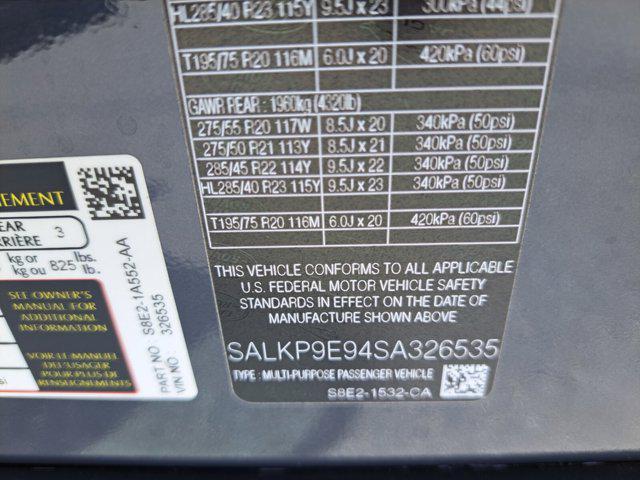 HL285/40 R23 115Y 9.5J x 23 300kPa (44psi)
T195/75 R20 116M 6.0J x 20 420kPa (60psi)
GAWR REAR : 1960kg (4320lb)
275/55 R20 117W 8.5J x 20 340kPa (50psi)
275/50 R21 113Y 8.5J x 21 340kPa (50psi)
285/45 R22 114Y 9.5J x 22 340kPa (50psi)
HL285/40 R23 115Y 9.5J x 23 340kPa (50psi)
T195/75 R20 116M 6.0J x 20 420kPa (60psi)
THIS VEHICLE CONFORMS TO ALL APPLICABLE
U.S. FEDERAL MOTOR VEHICLE SAFETY
STANDARDS IN EFFECT ON THE DATE OF
MANUFACTURE SHOWN ABOVE
SALKP9E94SA326535
TYPE : MULTI-PURPOSE PASSENGER VEHICLE
S8E2-1532-CA
EAR
RIÈRE 3
kg or
kg ou 825 lb.
lb.
SEE OWNER'S
MANUAL FOR
ADDITIONAL
INFORMATION
VOIR LE MANUEL
DE L'USAGER
POUR PLUS DE
RENSEIGNEMENTS
PART NO : S8E2-1A552-AA
VIN NO : 326535